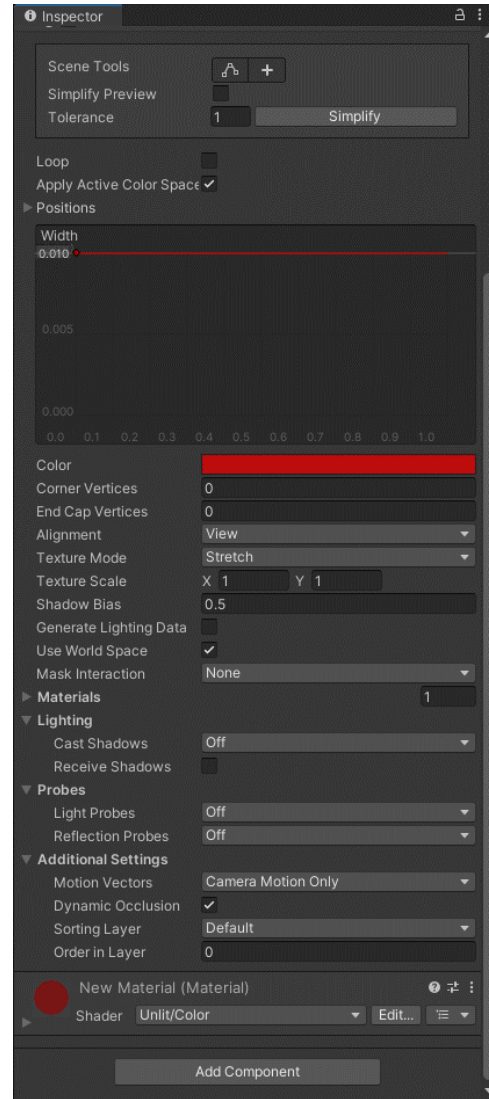 Inspector
Scene Tools
Simplify Preview
Tolerance 1 Simplify
Loop
Apply Active Color Space
Positions
Width
0.010
0.005
0.000
0.0 0.1 0.2 0.3 0.4 0.5 0.6 0.7 0.8 0.9 1.0
Color
Corner Vertices 0
End Cap Vertices 0
Alignment View
Texture Mode Stretch
Texture Scale X 1 Y 1
Shadow Bias 0.5
Generate Lighting Data
Use World Space
Mask Interaction None
Materials 1
Lighting
Cast Shadows Off
Receive Shadows
Probes
Light Probes Off
Reflection Probes Off
Additional Settings
Motion Vectors Camera Motion Only
Dynamic Occlusion
Sorting Layer Default
Order in Layer 0
New Material (Material)
Shader Unlit/Color Edit...
Add Component